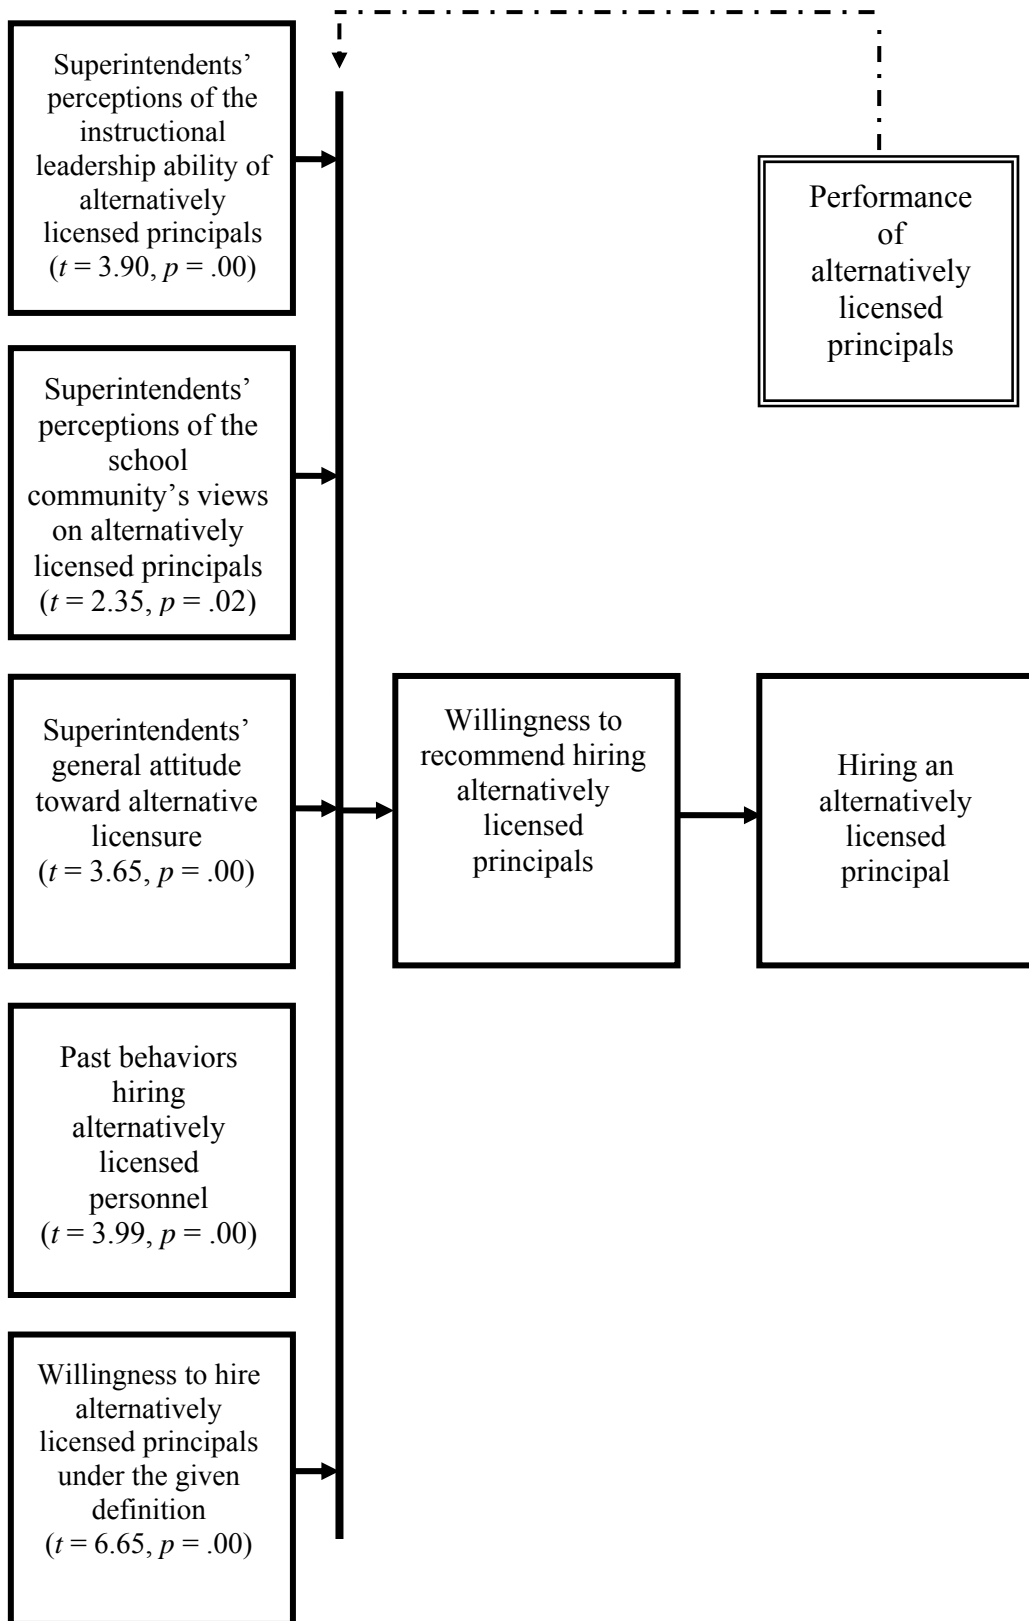 Superintendents’
perceptions of the
instructional
leadership ability of
alternatively
licensed principals
(t = 3.90, p = .00)
Performance
of
alternatively
licensed
principals
Superintendents’
perceptions of the
school
community’s views
on alternatively
licensed principals
(t = 2.35, p = .02)
Superintendents’
general attitude
toward alternative
licensure
(t = 3.65, p = .00)
Willingness to
recommend hiring
alternatively
licensed
principals
Hiring an
alternatively
licensed
principal
Past behaviors
hiring
alternatively
licensed
personnel
(t = 3.99, p = .00)
Willingness to hire
alternatively
licensed principals
under the given
definition
(t = 6.65, p = .00)